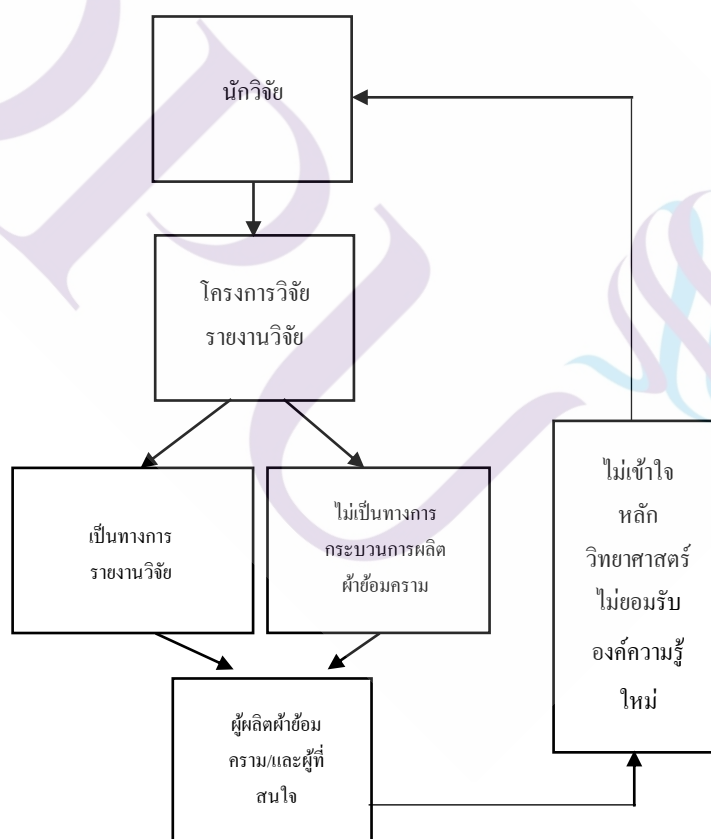 นักวิจัย
โครงการวิจัย
รายงานวิจัย
เป็นทางการ
รายงานวิจัย
ไม่เป็นทางการ
กระบวนการผลิต
ผ้าย้อมคราม
ผู้ผลิตผ้าย้อม
คราม/และผู้ที่
สนใจ
ไม่เข้าใจ
หลัก
วิทยาศาสตร์
ไม่ยอมรับ
องค์ความรู้
ใหม่